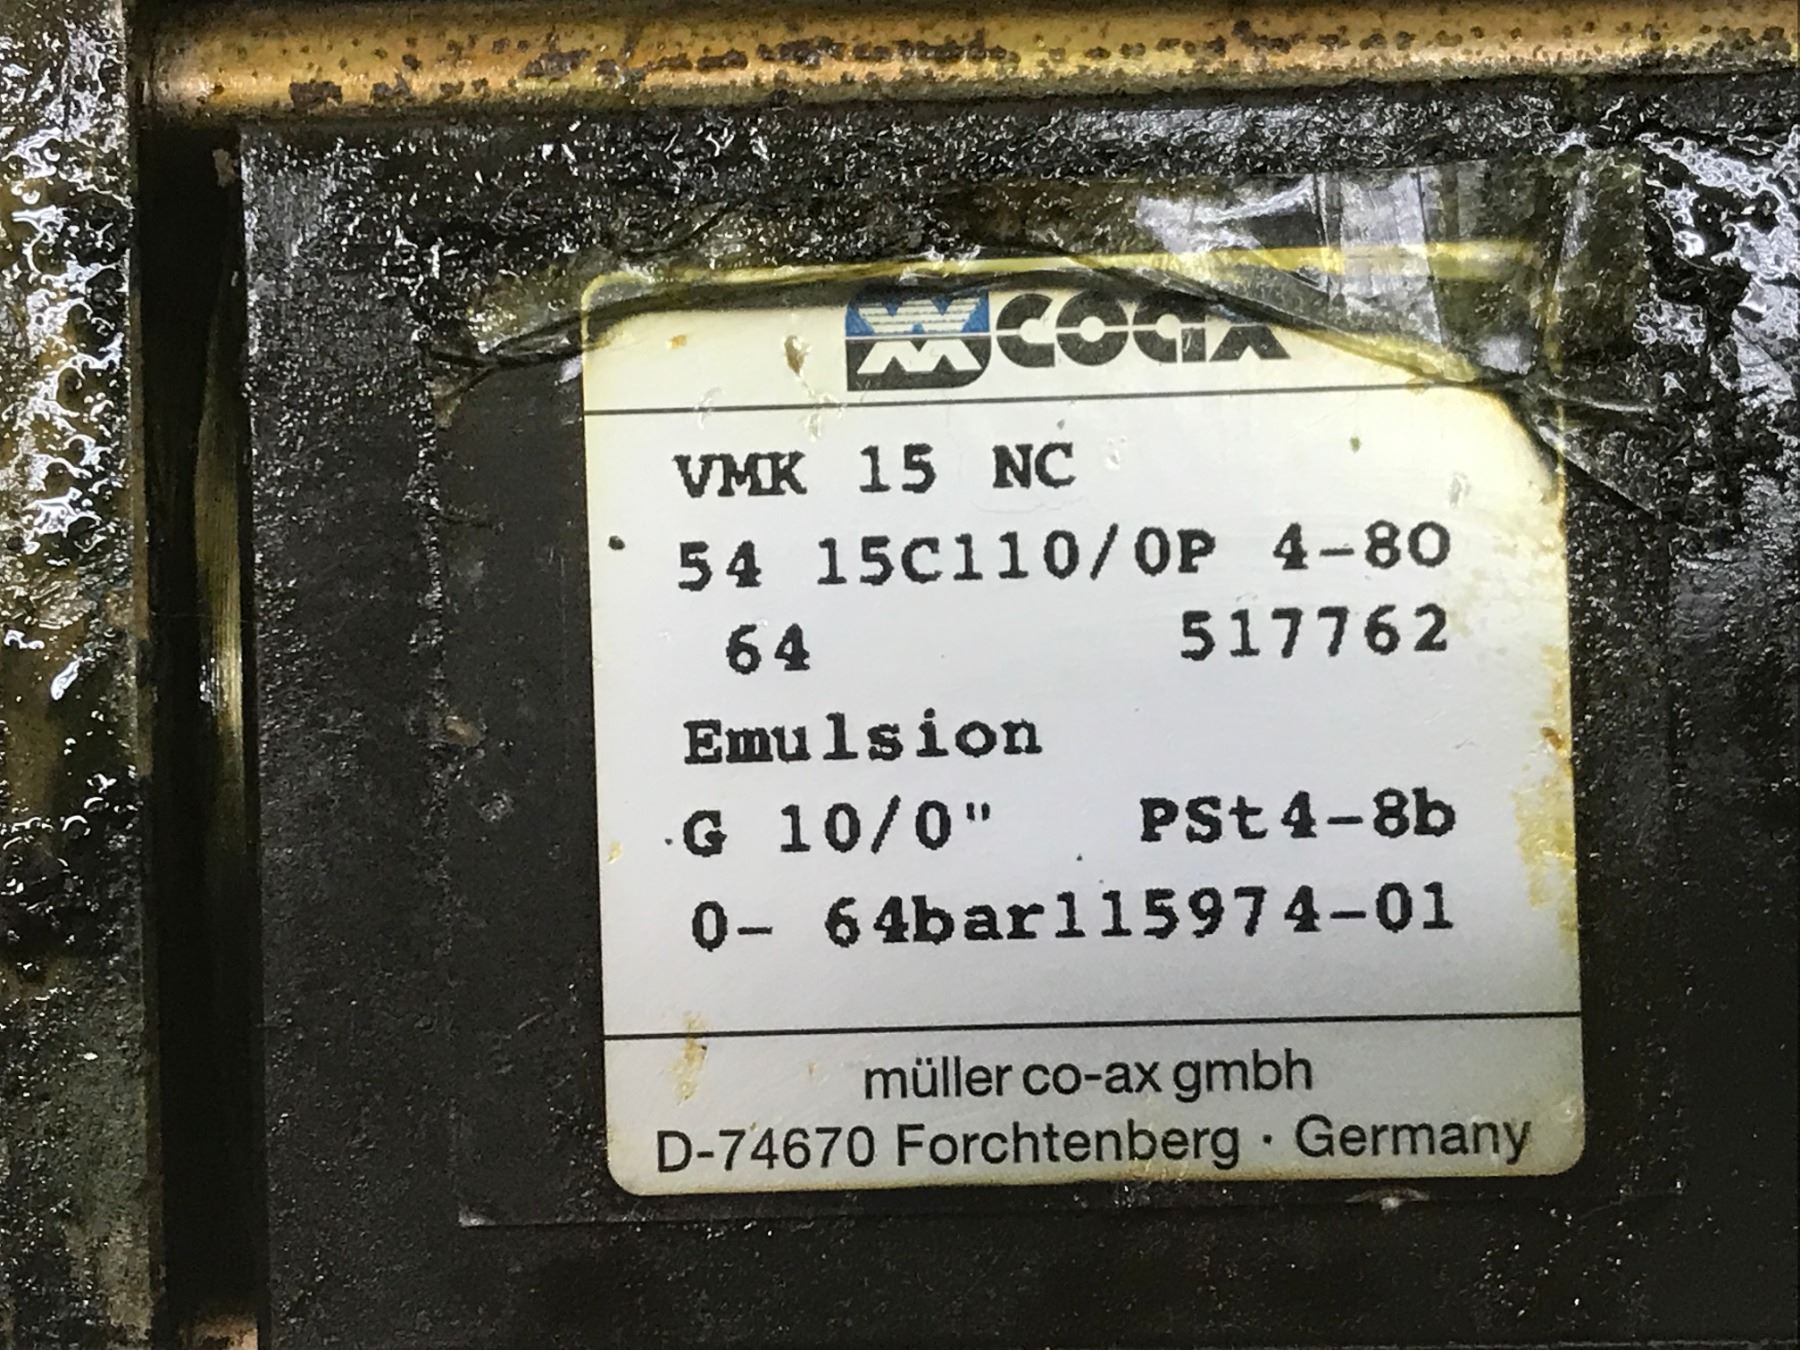 coax
VMK 15 NC
54 15C110/0P 4-80
64 517762
Emulsion
G 10/0" PSt4-8b
0- 64bar115974-01
müller co-ax gmbh
D-74670 Forchtenberg · Germany